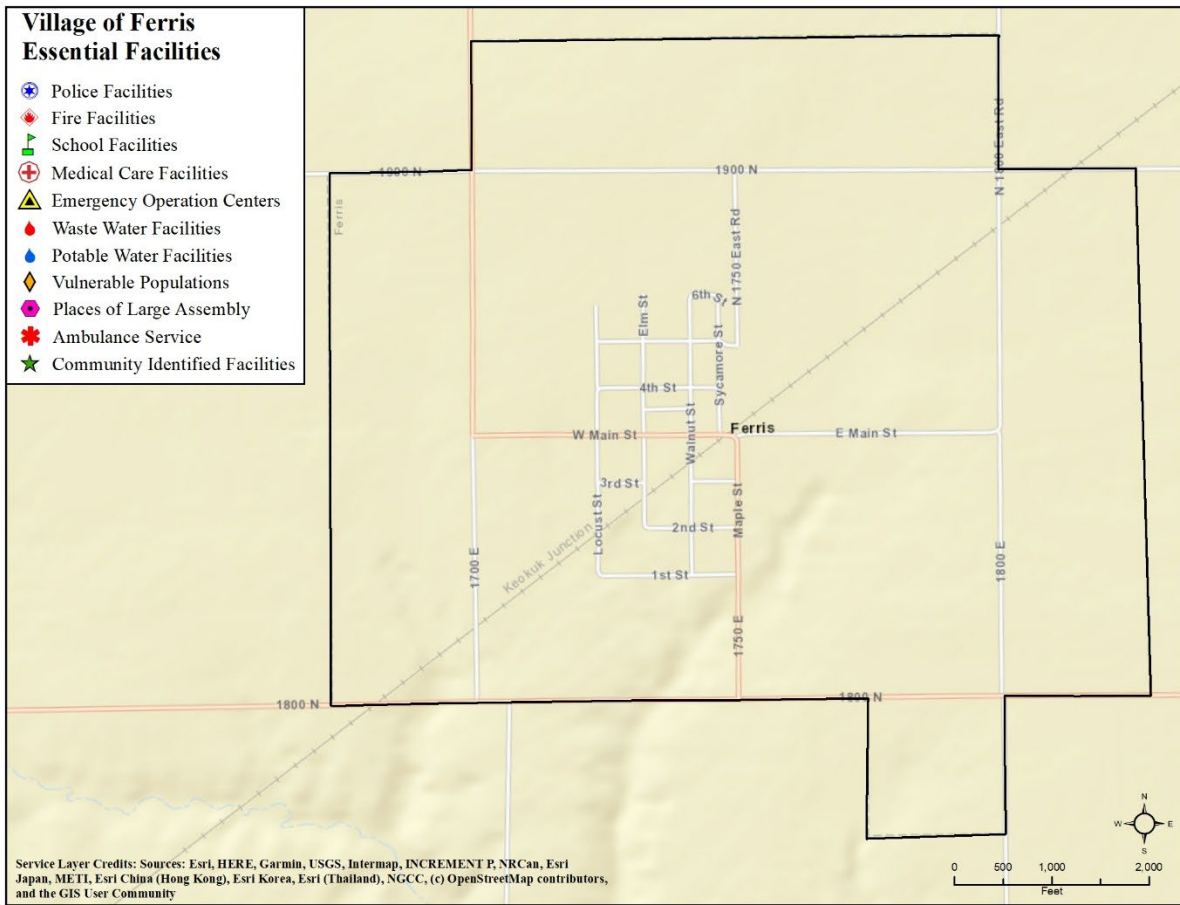 Village of Ferris
Essential Facilities
Police Facilities
Fire Facilities
School Facilities
Medical Care Facilities
Emergency Operation Centers
Waste Water Facilities
Potable Water Facilities
Vulnerable Populations
Places of Large Assembly
Ambulance Service
Community Identified Facilities
1900 N
1900 N
N 1800 East Rd
Ferris
N 1750 East Rd
6th St
Elm St
Sycamore St
4th St
Walnut St
W Main St
Ferris
E Main St
3rd St
Locust St
2nd St
Maple St
Keokuk Junction
1st St
1700 E
1800 E
1750 E
1800 N
1800 N
N
W
E
S
Service Layer Credits: Sources: Esri, HERE, Garmin, USGS, Intermap, INCREMENT P, NRCan, Esri
Japan, METI, Esri China (Hong Kong), Esri Korea, Esri (Thailand), NGCC, (c) OpenStreetMap contributors,
and the GIS User Community
0 500 1,000 2,000
Feet